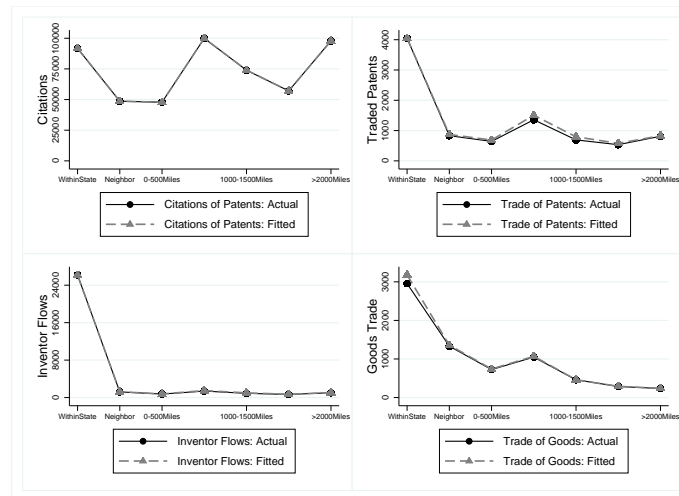 Citations
0 25000 50000 75000 100000
WithinState Neighbor 0-500Miles 1000-1500Miles >2000Miles
Citations of Patents: Actual
Citations of Patents: Fitted
Traded Patents
0 1000 2000 3000 4000
WithinState Neighbor 0-500Miles 1000-1500Miles >2000Miles
Trade of Patents: Actual
Trade of Patents: Fitted
Inventor Flows
0 8000 16000 24000
WithinState Neighbor 0-500Miles 1000-1500Miles >2000Miles
Inventor Flows: Actual
Inventor Flows: Fitted
Goods Trade
0 1000 2000 3000
WithinState Neighbor 0-500Miles 1000-1500Miles >2000Miles
Trade of Goods: Actual
Trade of Goods: Fitted